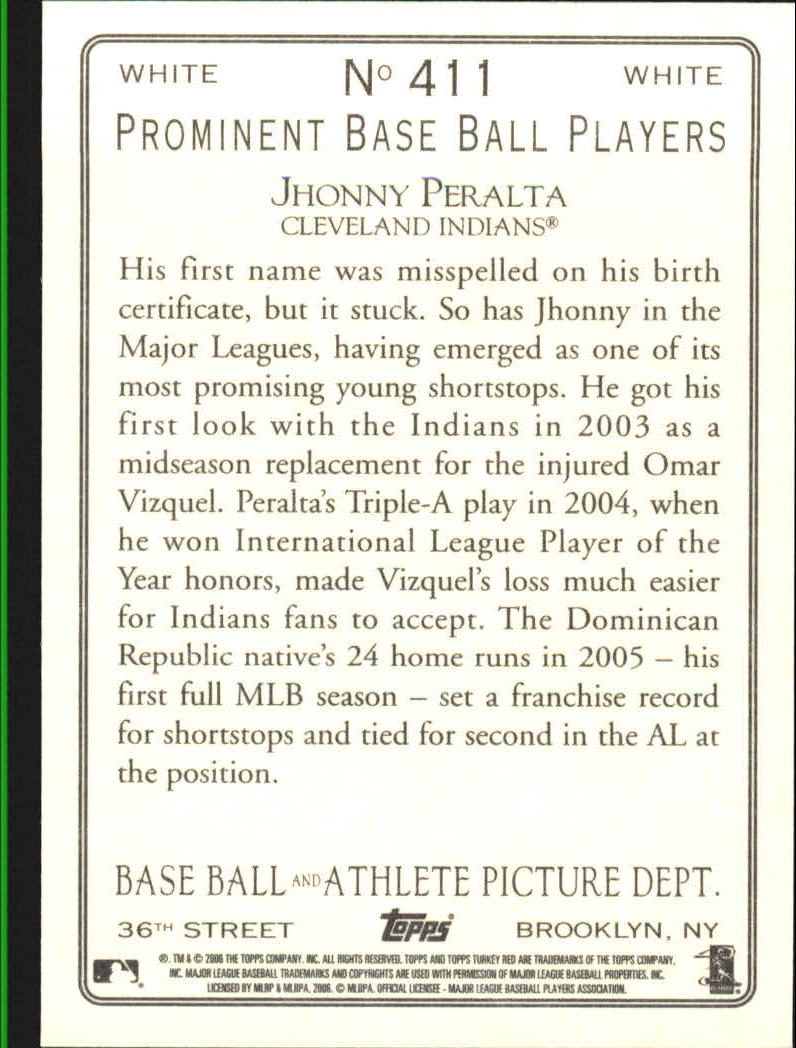 WHITE Nº 411 WHITE
PROMINENT BASE BALL PLAYERS
JHONNY PERALTA
CLEVELAND INDIANS®
His first name was misspelled on his birth
certificate, but it stuck. So has Jhonny in the
Major Leagues, having emerged as one of its
most promising young shortstops. He got his
first look with the Indians in 2003 as a
midseason replacement for the injured Omar
Vizquel. Peralta's Triple-A play in 2004, when
he won International League Player of the
Year honors, made Vizquel's loss much easier
for Indians fans to accept. The Dominican
Republic native's 24 home runs in 2005 – his
first full MLB season – set a franchise record
for shortstops and tied for second in the AL at
the position.
BASE BALL AND ATHLETE PICTURE DEPT.
36TH STREET topps BROOKLYN, NY
®, TM & © 2006 THE TOPPS COMPANY, INC. ALL RIGHTS RESERVED. TOPPS AND TOPPS TURKEY RED ARE TRADEMARKS OF THE TOPPS COMPANY,
INC. MAJOR LEAGUE BASEBALL TRADEMARKS AND COPYRIGHTS ARE USED WITH PERMISSION OF MAJOR LEAGUE BASEBALL PROPERTIES, INC.
LICENSED BY MLBP & MLBPA, 2006. © MLBPA. OFFICIAL LICENSEE - MAJOR LEAGUE BASEBALL PLAYERS ASSOCIATION.